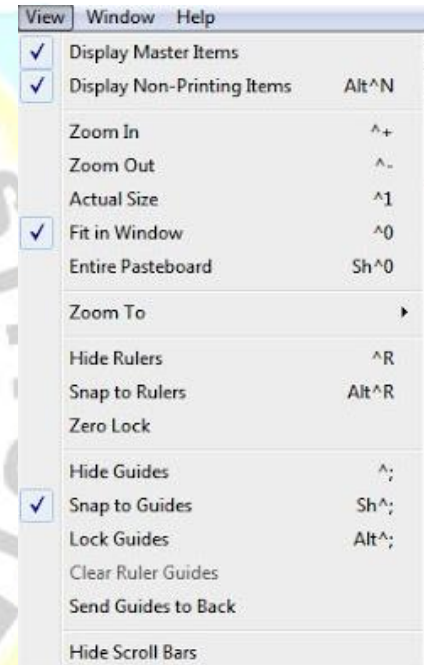 View Window Help
Display Master Items
Display Non-Printing Items Alt^N
Zoom In ^+
Zoom Out ^-
Actual Size ^1
Fit in Window ^0
Entire Pasteboard Sh^0
Zoom To
Hide Rulers ^R
Snap to Rulers Alt^R
Zero Lock
Hide Guides ^;
Snap to Guides Sh^;
Lock Guides Alt^;
Clear Ruler Guides
Send Guides to Back
Hide Scroll Bars